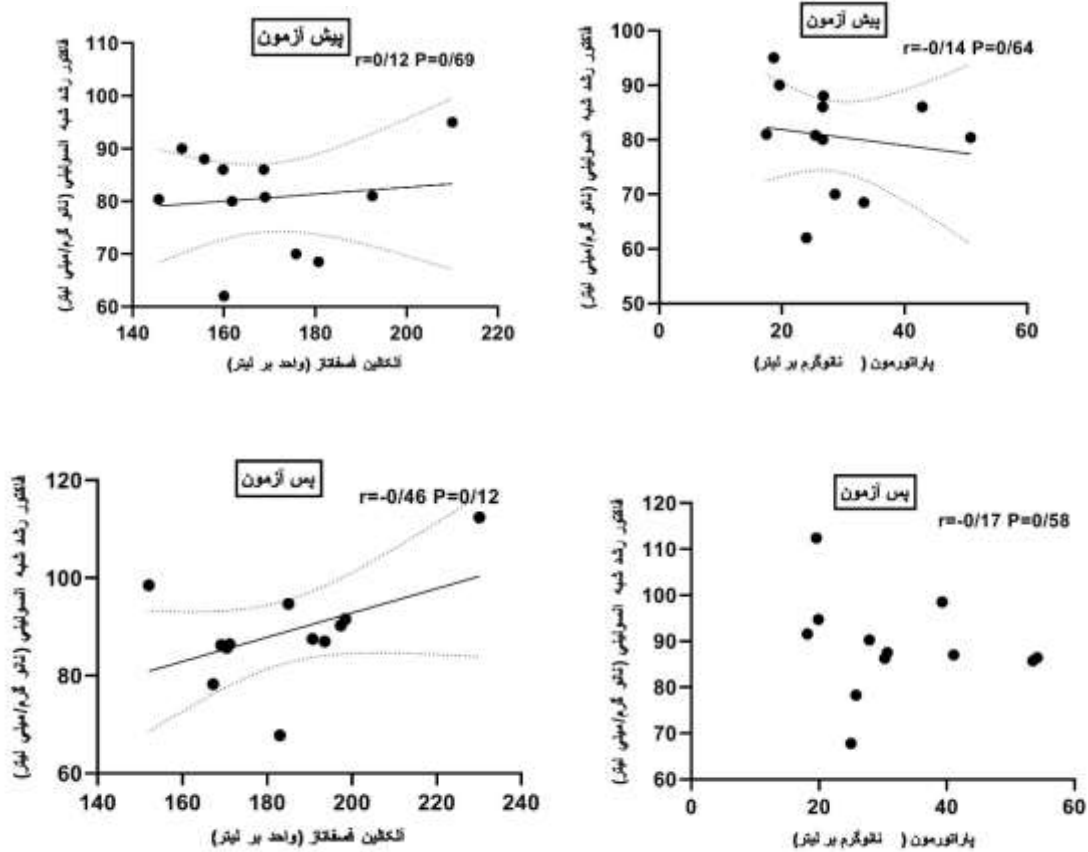 پیش آزمون
r=0/12 P=0/69
فاکتور رشد شبه انسولینی (نانو گرم/میلی لیتر)
110
100
90
80
70
60
140 160 180 200 220
آلکالین فسفاتاز (واحد بر لیتر)
پیش آزمون
r=-0/14 P=0/64
فاکتور رشد شبه انسولینی (نانو گرم/میلی لیتر)
100
90
80
70
60
50
0 20 40 60
پاراتورمون ( نانوگرم بر لیتر)
پس آزمون
r=-0/46 P=0/12
فاکتور رشد شبه انسولینی (نانو گرم/میلی لیتر)
120
100
80
60
140 160 180 200 220 240
آلکالین فسفاتاز (واحد بر لیتر)
پس آزمون
r=-0/17 P=0/58
فاکتور رشد شبه انسولینی (نانو گرم/میلی لیتر)
120
110
100
90
80
70
60
0 20 40 60
پاراتورمون ( نانوگرم بر لیتر)